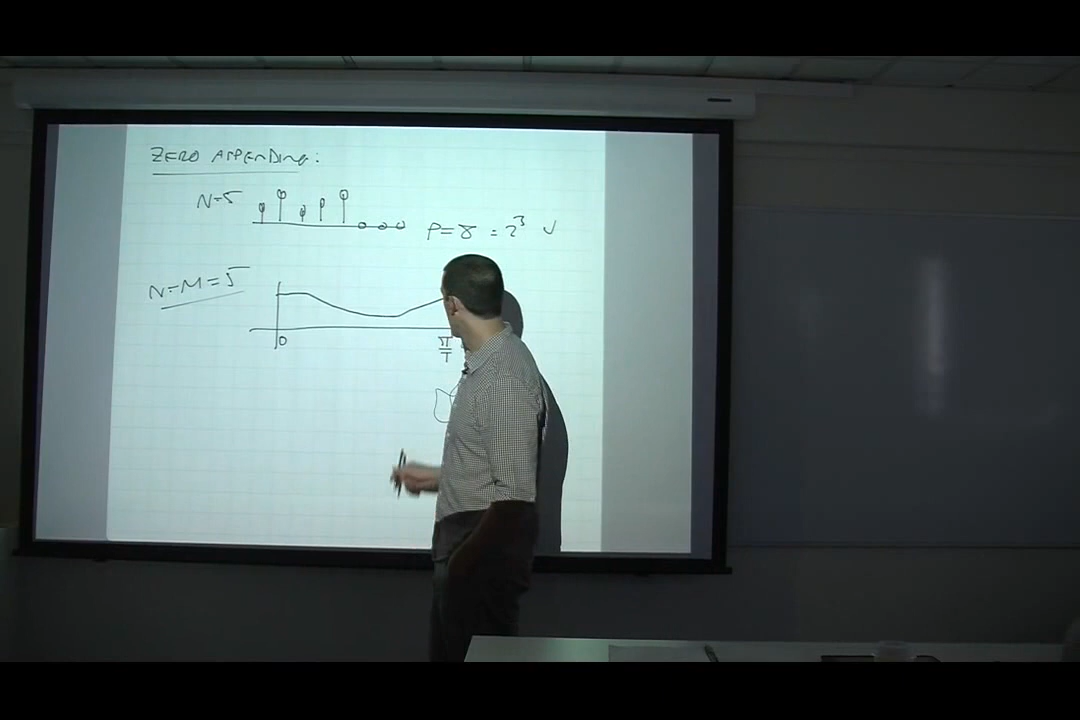 ZERO APPENDING:
N=5
P=8 = 2³ ✓
N=M=5
0
π/T